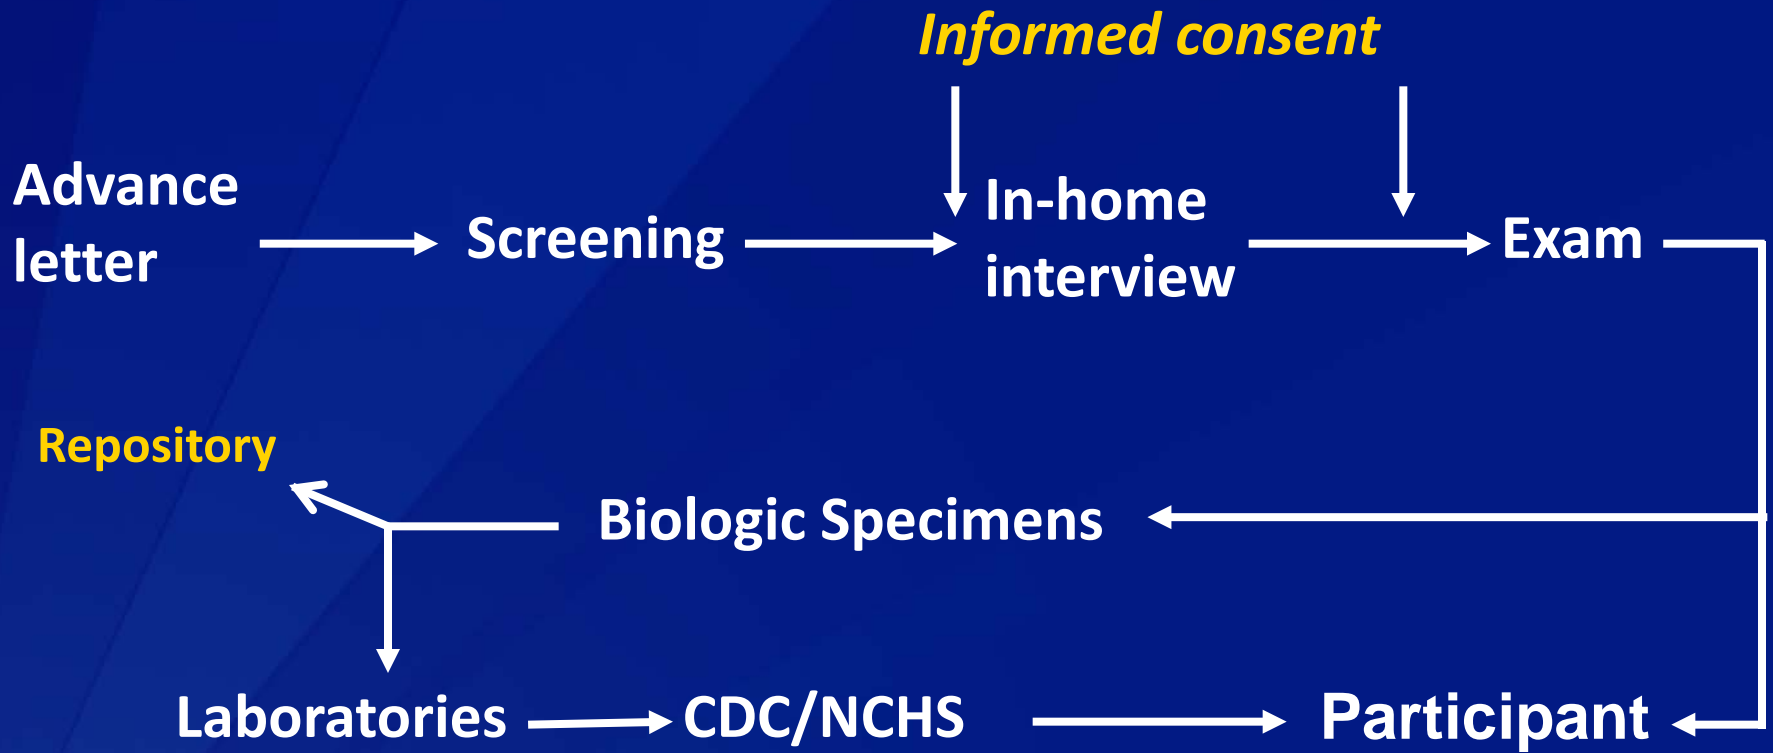 Informed consent
Advance
letter
Screening
In-home
interview
Exam
Repository
Biologic Specimens
Laboratories
CDC/NCHS
Participant